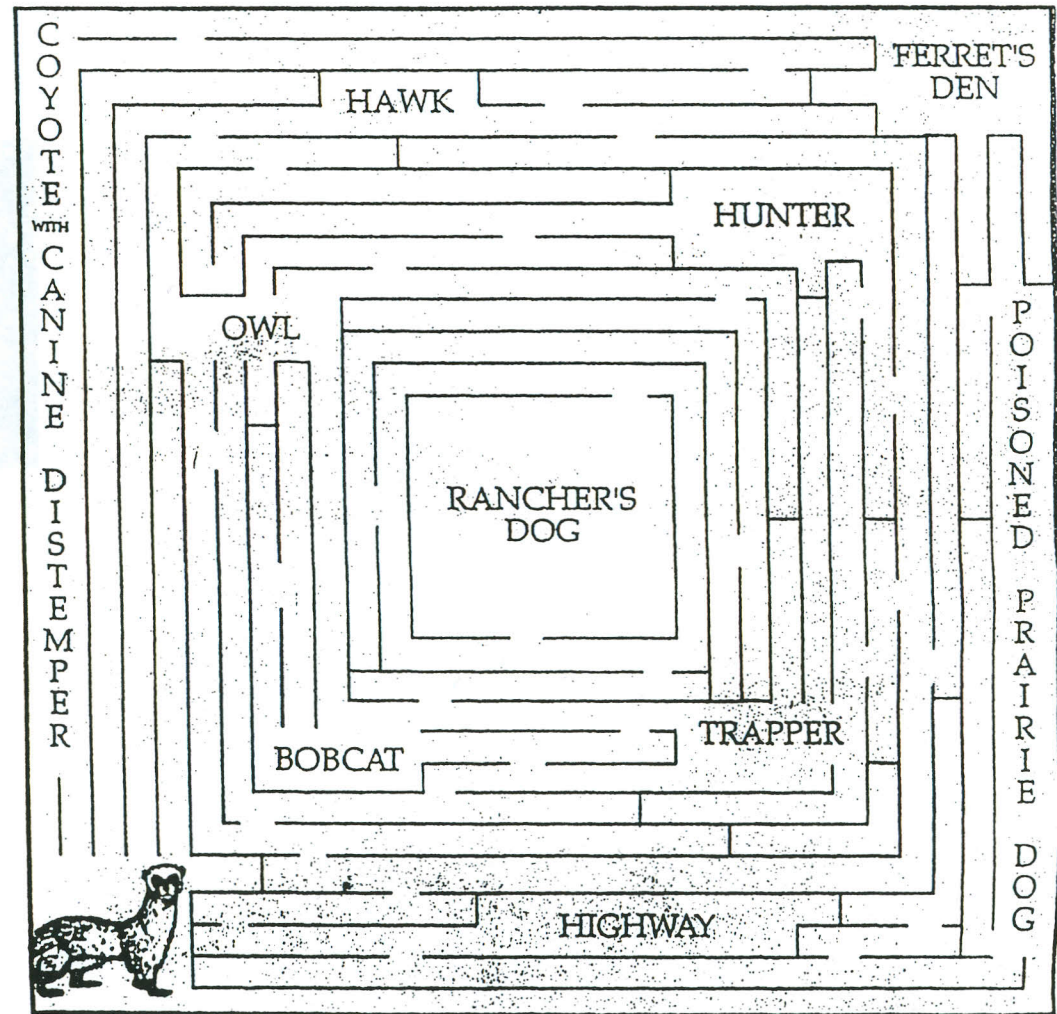 COYOTE WITH CANINE DISTEMPER
FERRET'S
DEN
HAWK
HUNTER
OWL
POISONED PRAIRIE DOG
RANCHER'S
DOG
TRAPPER
BOBCAT
HIGHWAY